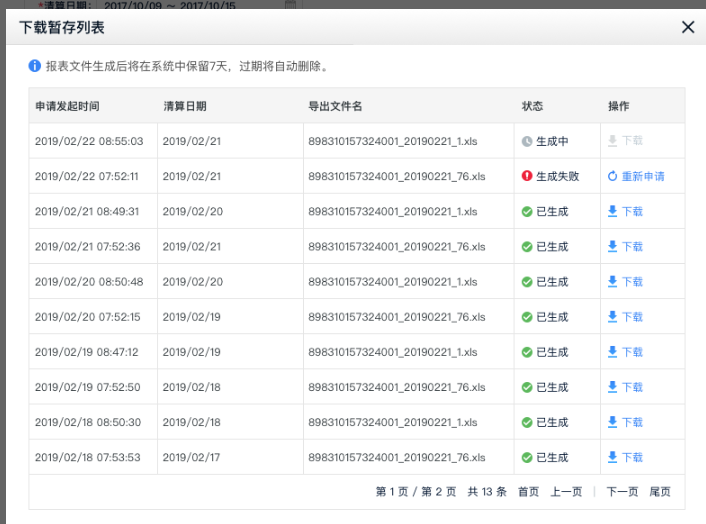 *清算日期： 2017/10/09 ～ 2017/10/15
下载暂存列表
报表文件生成后将在系统中保留7天，过期将自动删除。
申请发起时间 清算日期 导出文件名 状态 操作
2019/02/22 08:55:03 2019/02/21 898310157324001_20190221_1.xls 生成中 下载
2019/02/22 07:52:11 2019/02/21 898310157324001_20190221_76.xls 生成失败 重新申请
2019/02/21 08:49:31 2019/02/20 898310157324001_20190221_1.xls 已生成 下载
2019/02/21 07:52:36 2019/02/21 898310157324001_20190221_76.xls 已生成 下载
2019/02/20 08:50:48 2019/02/20 898310157324001_20190221_1.xls 已生成 下载
2019/02/20 07:52:15 2019/02/19 898310157324001_20190221_76.xls 已生成 下载
2019/02/19 08:47:12 2019/02/19 898310157324001_20190221_1.xls 已生成 下载
2019/02/19 07:52:50 2019/02/18 898310157324001_20190221_76.xls 已生成 下载
2019/02/18 08:50:30 2019/02/18 898310157324001_20190221_1.xls 已生成 下载
2019/02/18 07:53:53 2019/02/17 898310157324001_20190221_76.xls 已生成 下载
第 1 页 / 第 2 页 共 13 条 首页 上一页 | 下一页 尾页